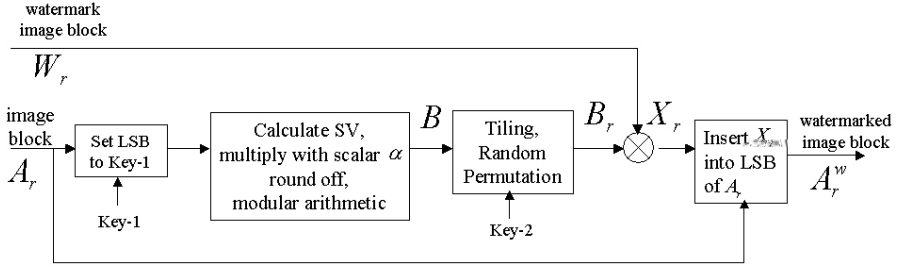 watermark
image block
W_r
image
block
A_r
Set LSB
to Key-1
Key-1
Calculate SV,
multiply with scalar α
round off,
modular arithmetic
B
Tiling,
Random
Permutation
Key-2
B_r
X_r
Insert X_r
into LSB
of A_r
watermarked
image block
A_r^w